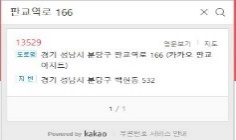 판교역로 166
13529
영문보기 지도
도로명 경기 성남시 분당구 판교역로 166 (카카오 판교
아지트)
지번 경기 성남시 분당구 백현동 532
1 / 1
Powered by kakao 우편번호 서비스 안내